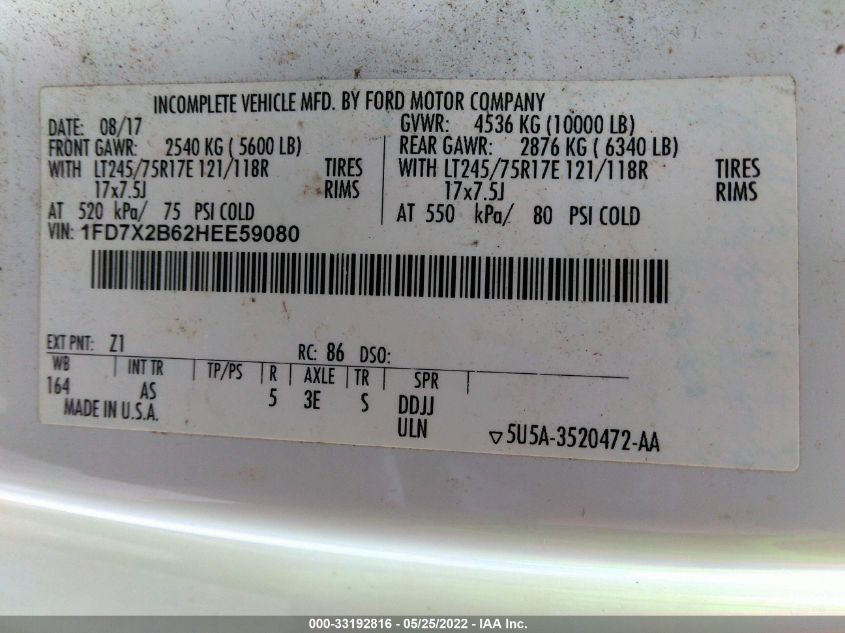 INCOMPLETE VEHICLE MFD. BY FORD MOTOR COMPANY
DATE: 08/17 GVWR: 4536 KG (10000 LB)
FRONT GAWR: 2540 KG ( 5600 LB) REAR GAWR: 2876 KG ( 6340 LB)
WITH LT245/75R17E 121/118R TIRES WITH LT245/75R17E 121/118R TIRES
17x7.5J RIMS 17x7.5J RIMS
AT 520 kPa/ 75 PSI COLD AT 550 kPa/ 80 PSI COLD
VIN: 1FD7X2B62HEE59080
EXT PNT: Z1 RC: 86 DSO:
WB INT TR TP/PS R AXLE TR SPR
164 AS 5 3E S DDJJ
MADE IN U.S.A. ULN ▽5U5A-3520472-AA
000-33192816 - 05/25/2022 - IAA Inc.